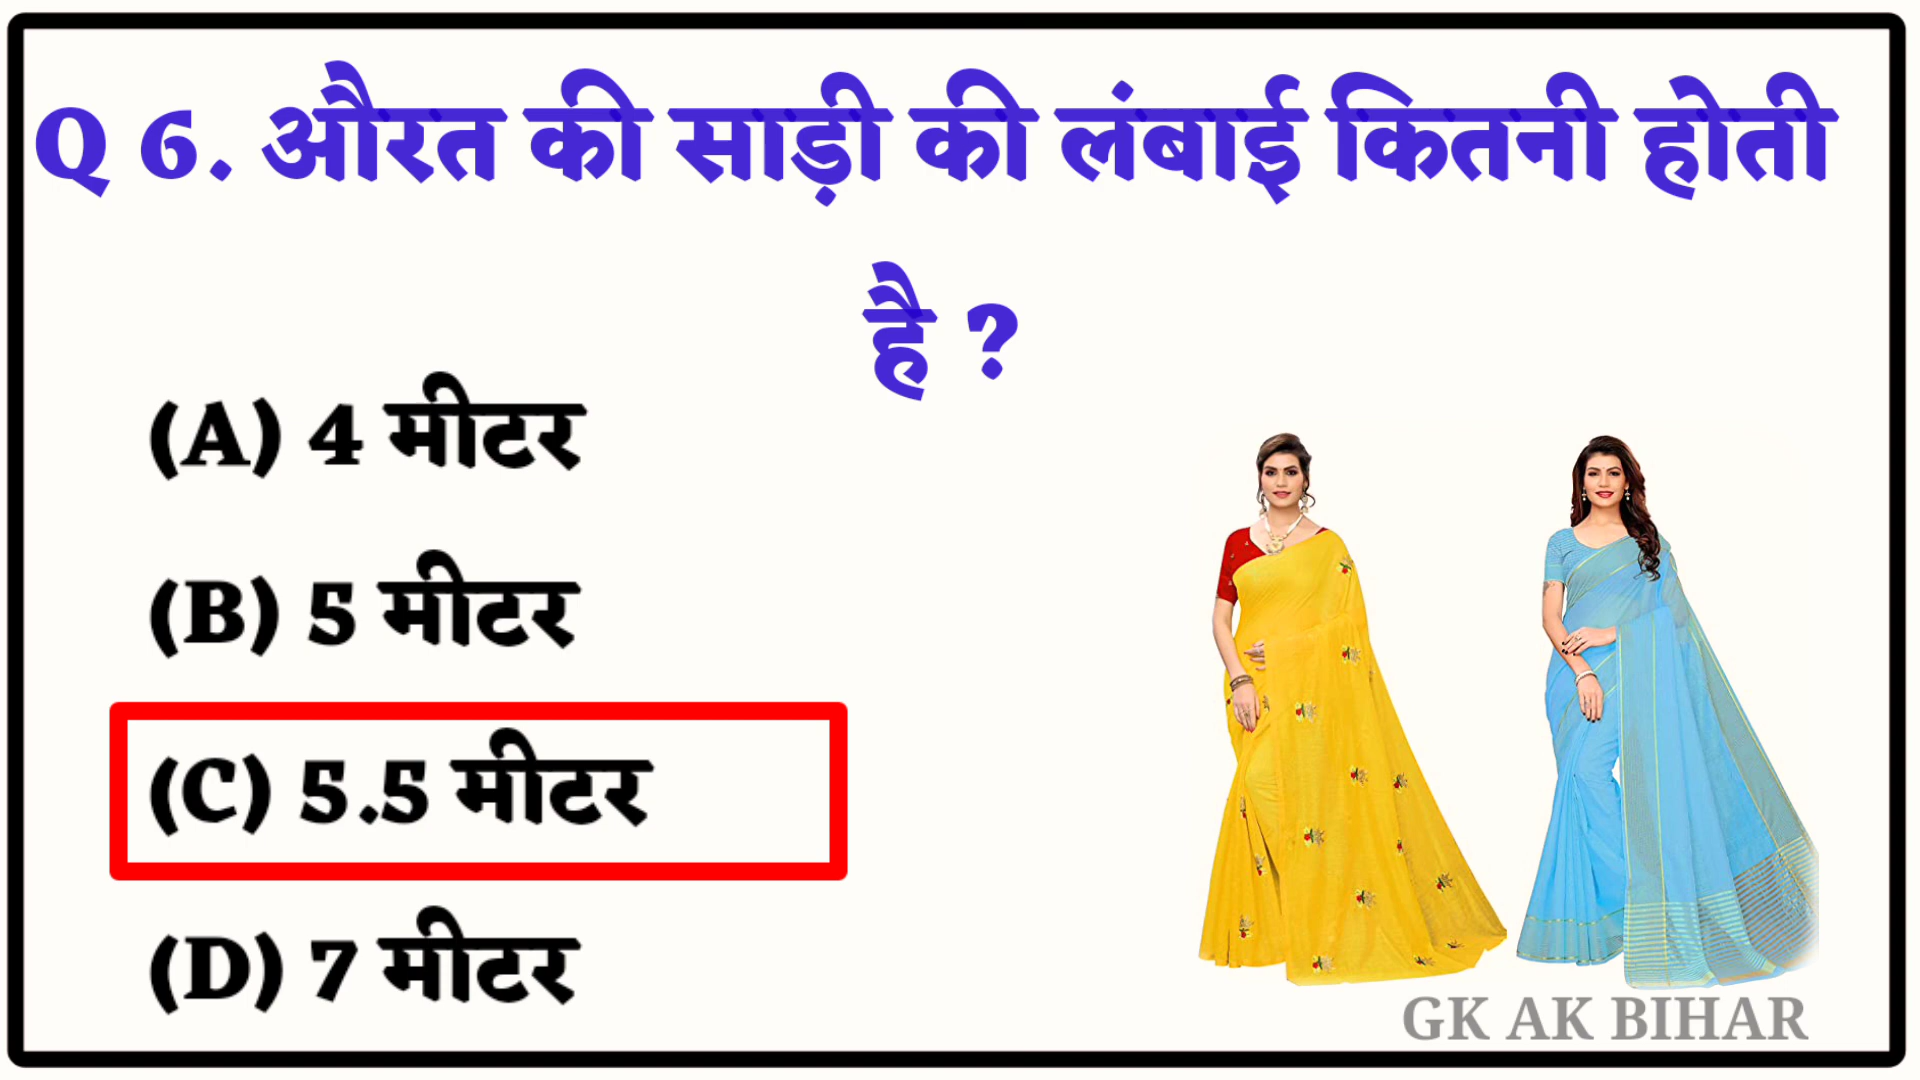 Q 6. औरत की साड़ी की लंबाई कितनी होती
है ?
(A) 4 मीटर
(B) 5 मीटर
(C) 5.5 मीटर
(D) 7 मीटर
GK AK BIHAR